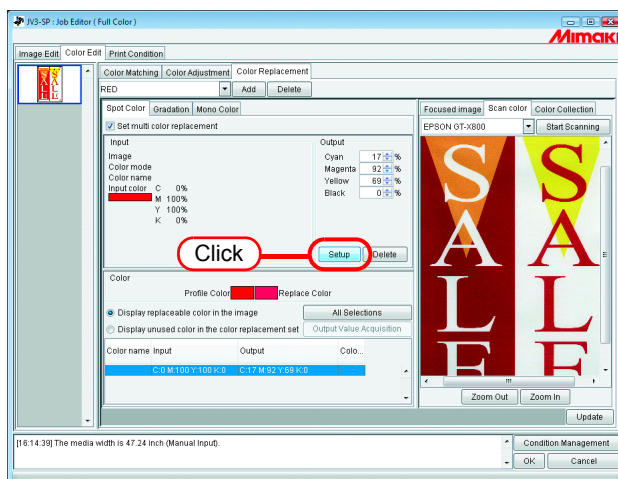 JV3-SP : Job Editor ( Full Color )
Mimaki
Image Edit Color Edit Print Condition
Color Matching Color Adjustment Color Replacement
RED Add Delete
Spot Color Gradation Mono Color
Set multi color replacement
Input Output
Image Cyan 17 %
Color mode Magenta 92 %
Color name Yellow 69 %
Input color C 0% Black 0 %
M 100%
Y 100%
K 0%
Click Setup Delete
Color
Profile Color Replace Color
Display replaceable color in the image All Selections
Display unused color in the color replacement set Output Value Acquisition
Color name Input Output Colo...
C:0 M:100 Y:100 K:0 C:17 M:92 Y:69 K:0
Focused image Scan color Color Collection
EPSON GT-X800 Start Scanning
S S
A A
L L
E E
Zoom Out Zoom In
Update
[16:14:39] The media width is 47.24 inch (Manual Input). Condition Management
OK Cancel